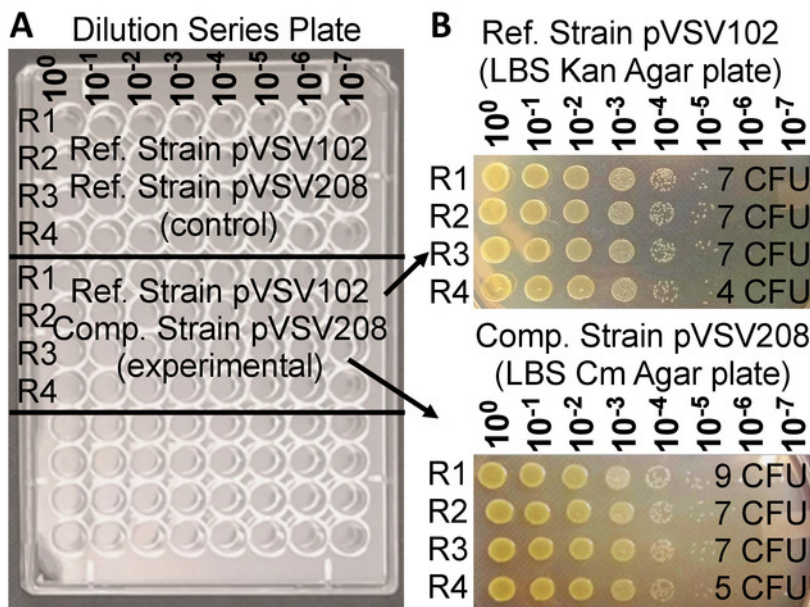 A Dilution Series Plate
10⁰ 10⁻¹ 10⁻² 10⁻³ 10⁻⁴ 10⁻⁵ 10⁻⁶ 10⁻⁷
R1
R2 Ref. Strain pVSV102
R3 Ref. Strain pVSV208
R4 (control)
R1 Ref. Strain pVSV102
R2 Comp. Strain pVSV208
R3 (experimental)
R4
B Ref. Strain pVSV102
(LBS Kan Agar plate)
10⁰ 10⁻¹ 10⁻² 10⁻³ 10⁻⁴ 10⁻⁵ 10⁻⁶ 10⁻⁷
R1 7 CFU
R2 7 CFU
R3 7 CFU
R4 4 CFU
Comp. Strain pVSV208
(LBS Cm Agar plate)
10⁰ 10⁻¹ 10⁻² 10⁻³ 10⁻⁴ 10⁻⁵ 10⁻⁶ 10⁻⁷
R1 9 CFU
R2 7 CFU
R3 7 CFU
R4 5 CFU